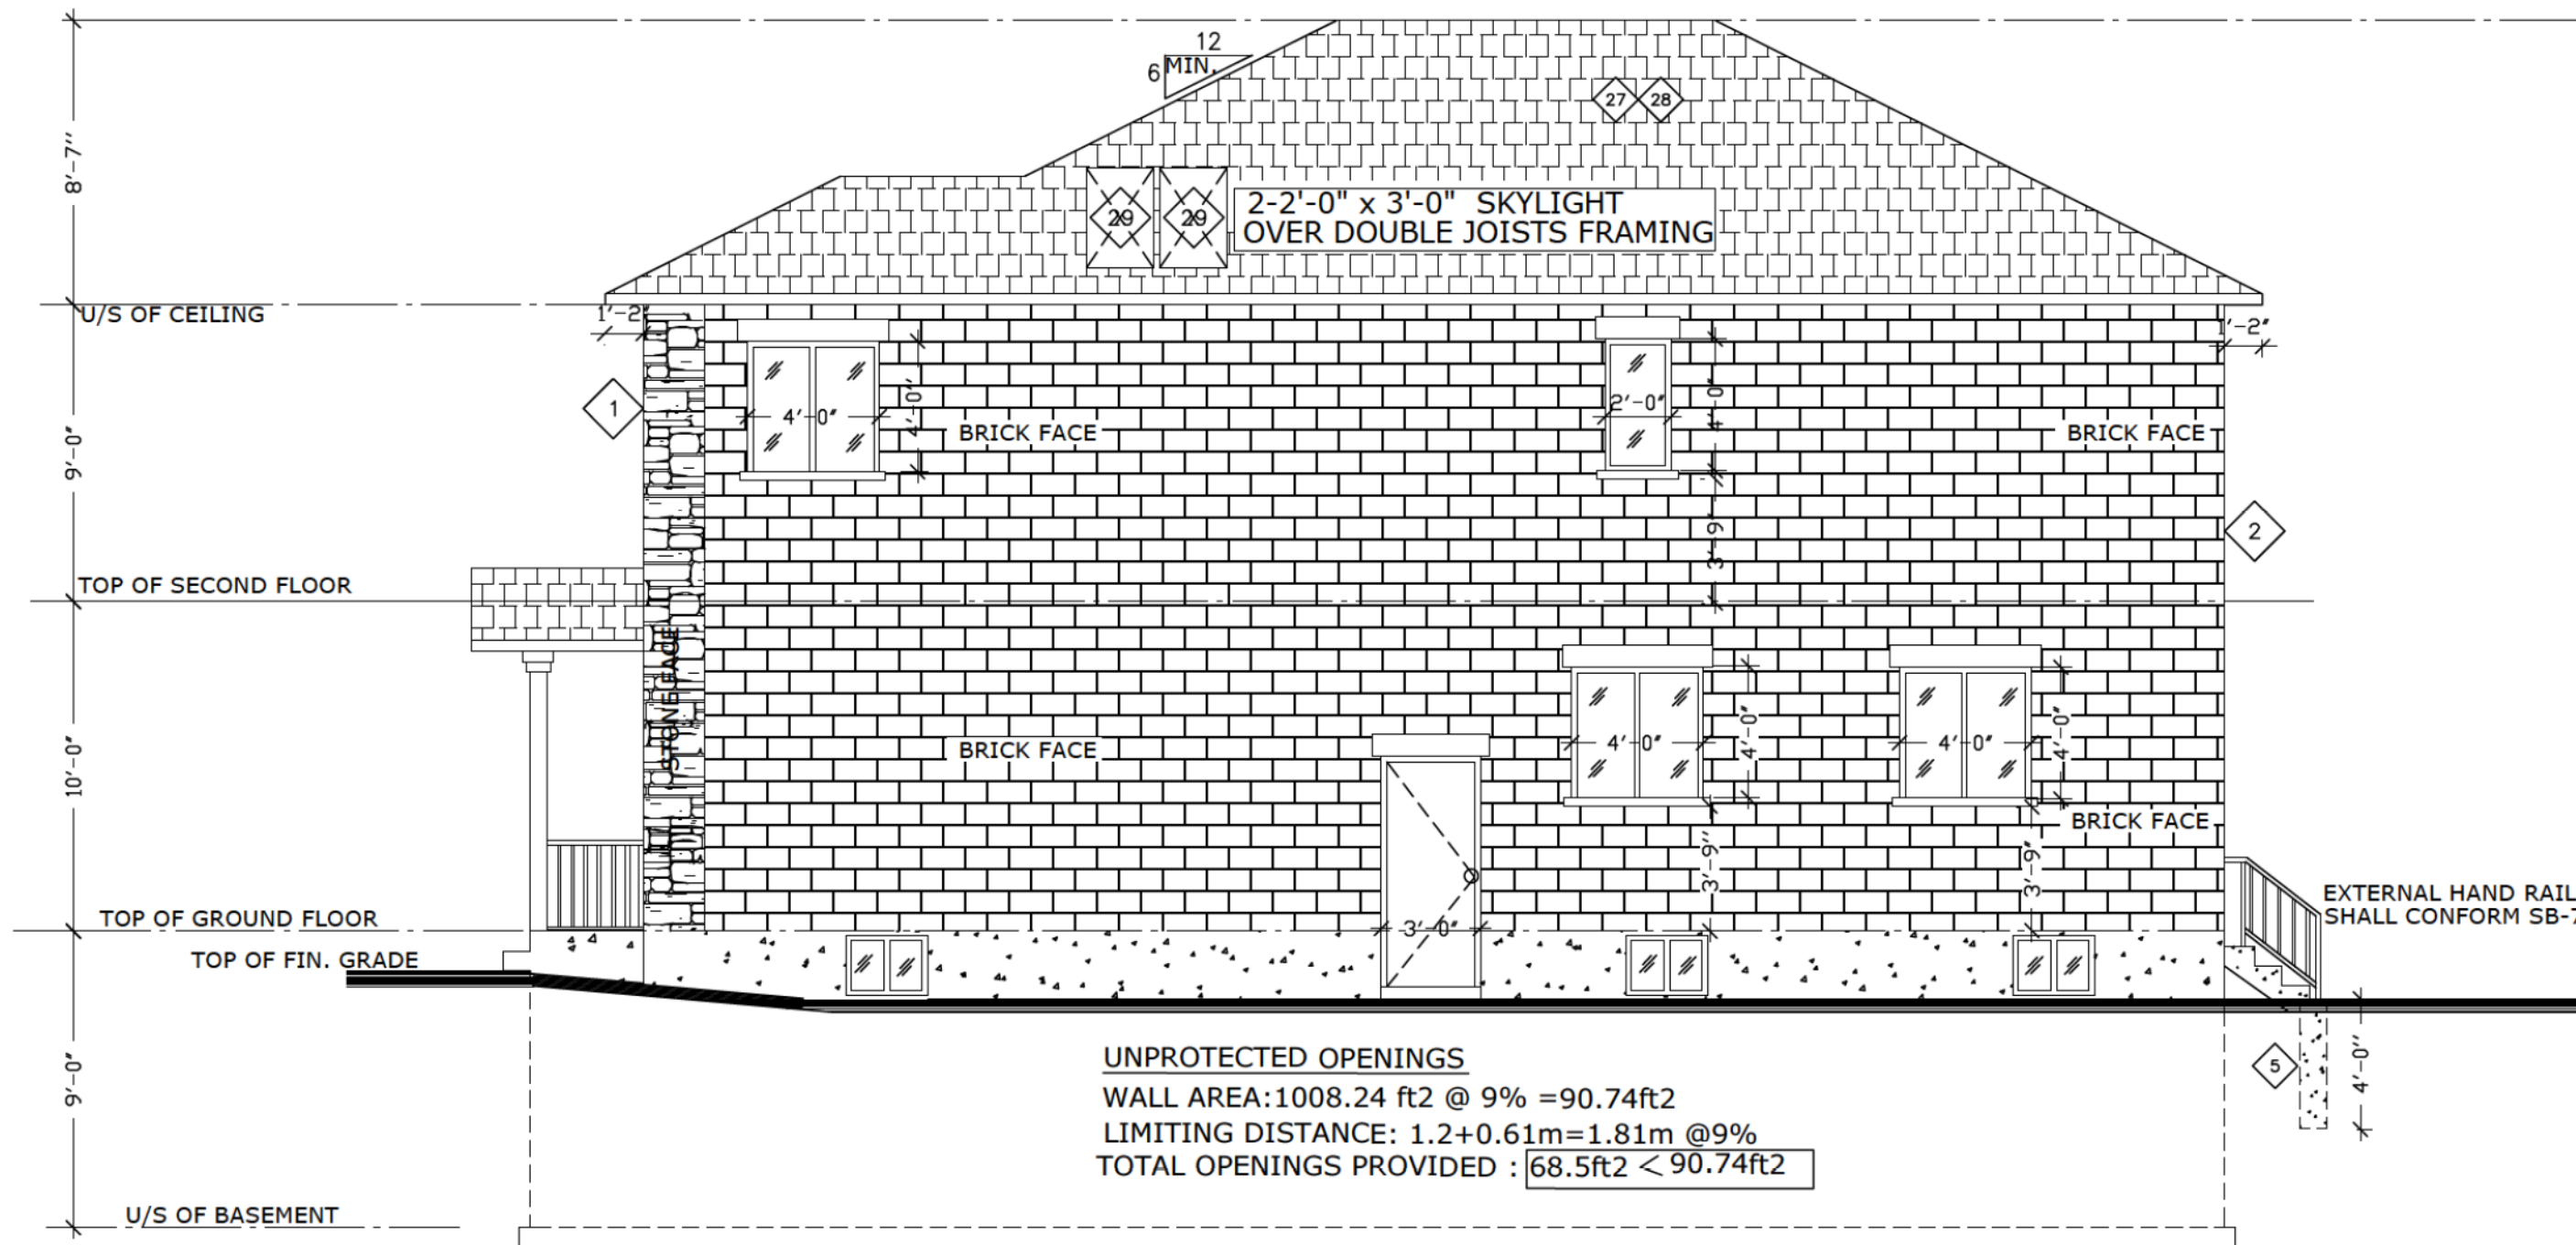 12
6 MIN.
27 28
8'-7''
29 29
2-2'-0" x 3'-0" SKYLIGHT
OVER DOUBLE JOISTS FRAMING
U/S OF CEILING
1'-2"
1'-2"
1
4'-0"
4'-0''
2'-0"
4'-0"
BRICK FACE
BRICK FACE
9'-0"
3'-9"
2
TOP OF SECOND FLOOR
STONE FACE
10'-0"
BRICK FACE
4'-0"
4'-0"
4'-0"
4'-0"
BRICK FACE
3'-9''
3'-9"
EXTERNAL HAND RAIL
SHALL CONFORM SB-7
TOP OF GROUND FLOOR
3'-0"
TOP OF FIN. GRADE
9'-0"
5
4'-0''
UNPROTECTED OPENINGS
WALL AREA:1008.24 ft2 @ 9% =90.74ft2
LIMITING DISTANCE: 1.2+0.61m=1.81m @9%
TOTAL OPENINGS PROVIDED : 68.5ft2 < 90.74ft2
U/S OF BASEMENT